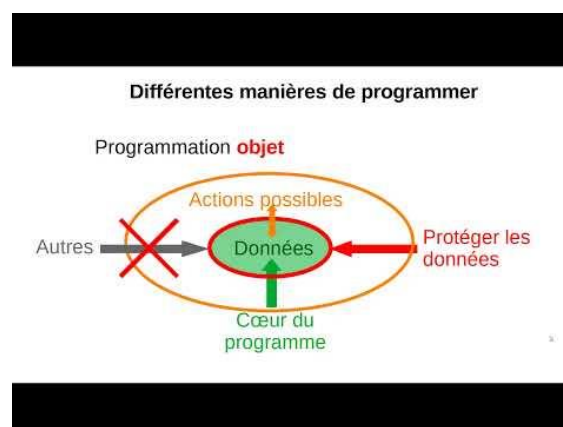 Différentes manières de programmer
Programmation objet
Actions possibles
Autres
Données
Protéger les
données
Cœur du
programme